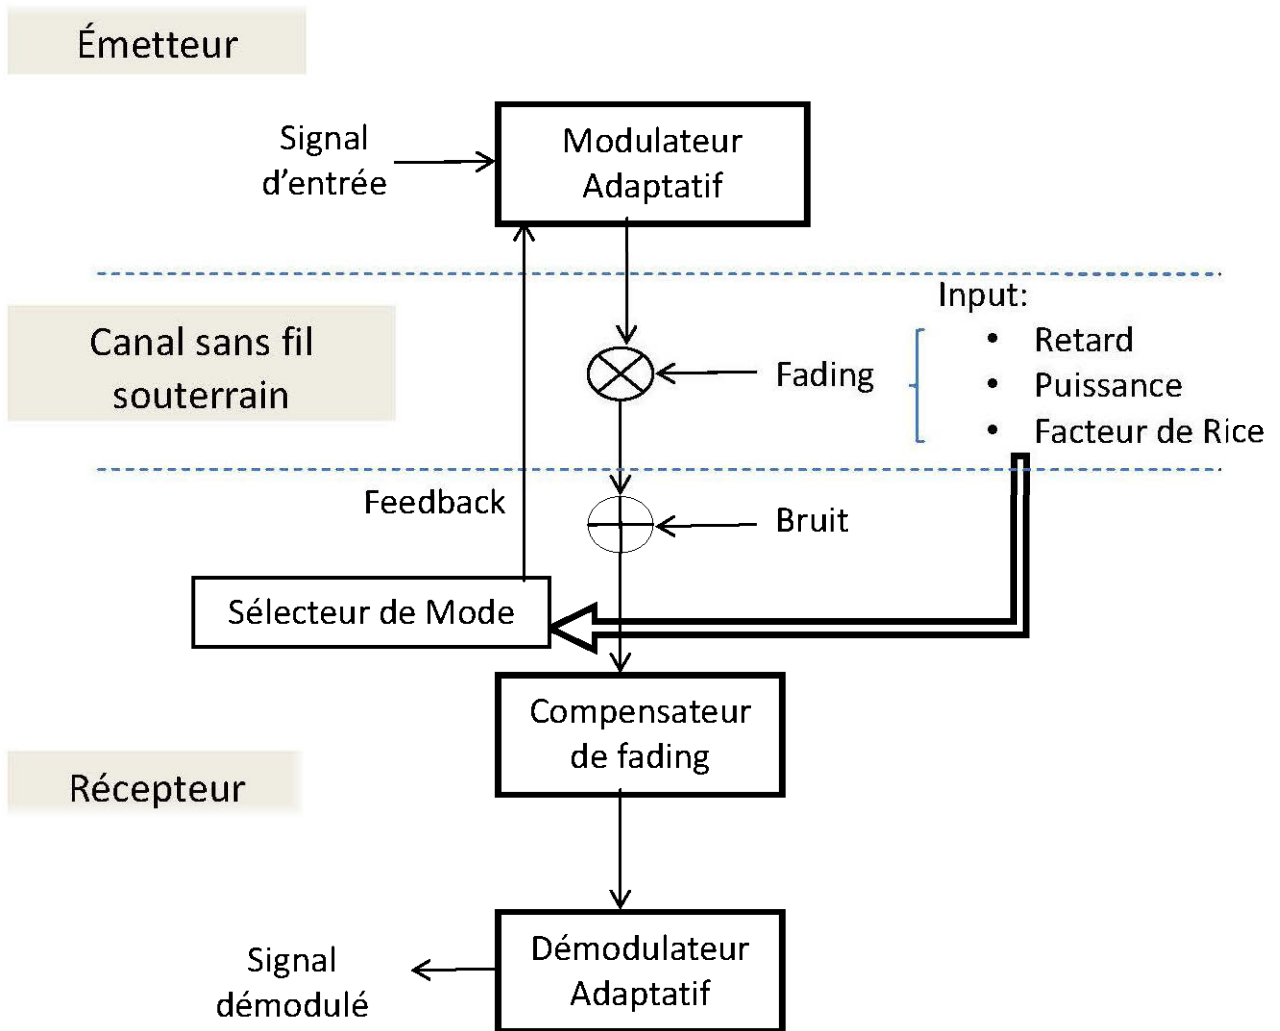 Émetteur
Signal
d'entrée
Modulateur
Adaptatif
Canal sans fil
souterrain
Input:
• Retard
• Puissance
• Facteur de Rice
Fading
Feedback
Bruit
Sélecteur de Mode
Compensateur
de fading
Récepteur
Signal
démodulé
Démodulateur
Adaptatif